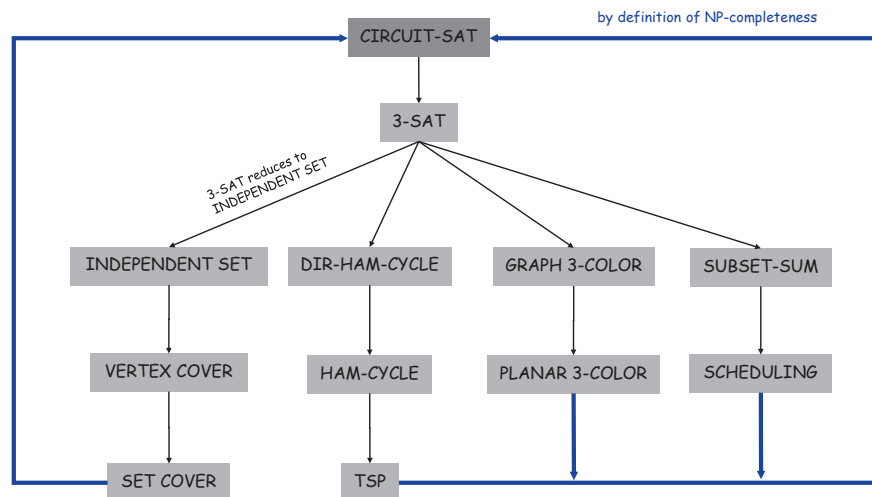 by definition of NP-completeness
CIRCUIT-SAT
3-SAT
3-SAT reduces to
INDEPENDENT SET
INDEPENDENT SET
DIR-HAM-CYCLE
GRAPH 3-COLOR
SUBSET-SUM
VERTEX COVER
HAM-CYCLE
PLANAR 3-COLOR
SCHEDULING
SET COVER
TSP